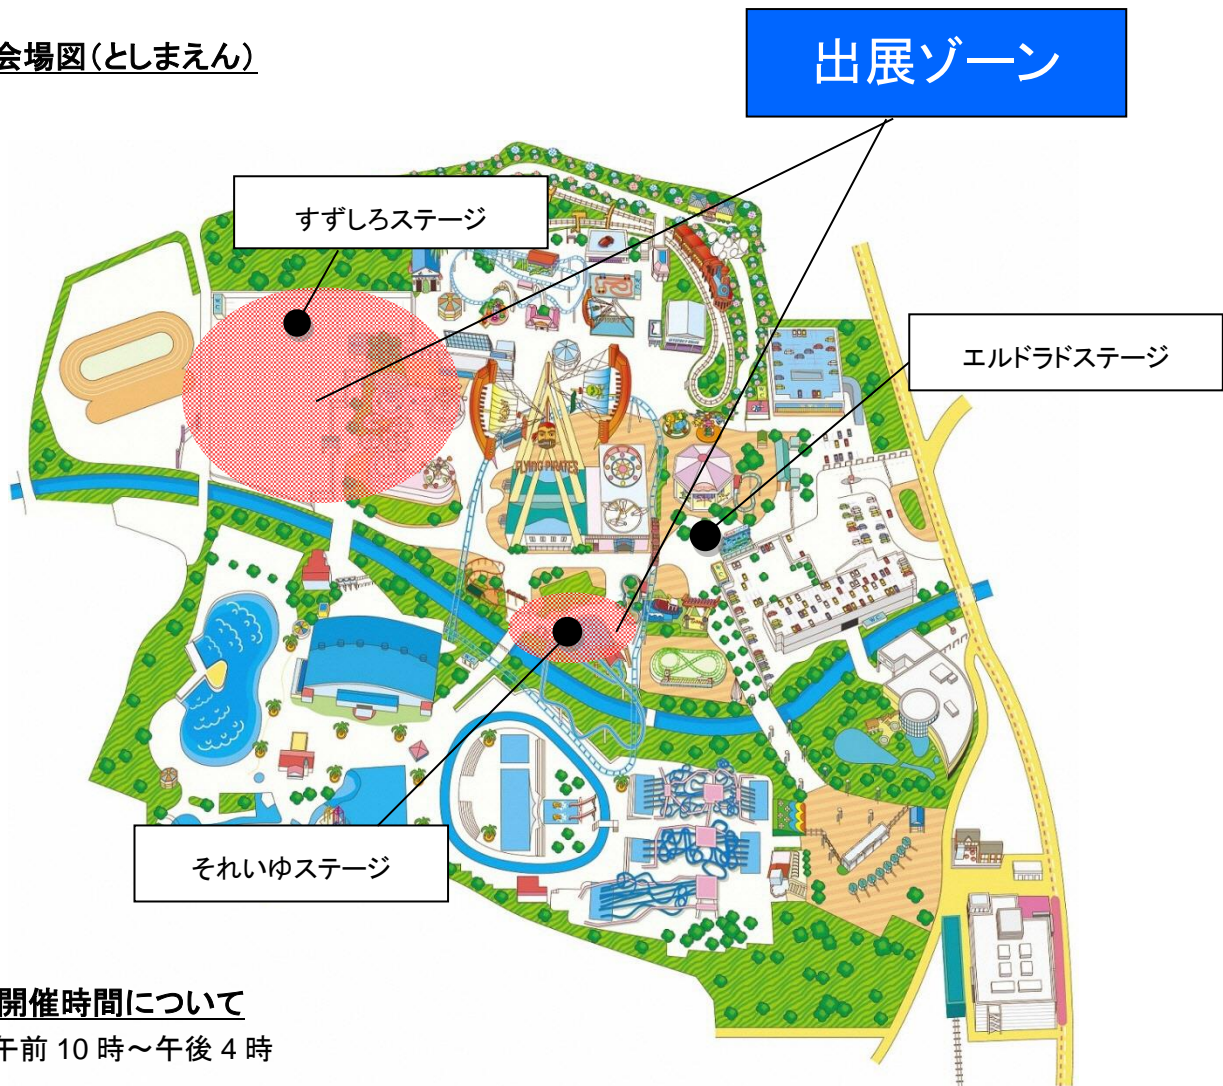 会場図（としまえん）
出展ゾーン
すずしろステージ
エルドラドステージ
FLYING PIRATES
それいゆステージ
開催時間について
午前 10 時～午後 4 時